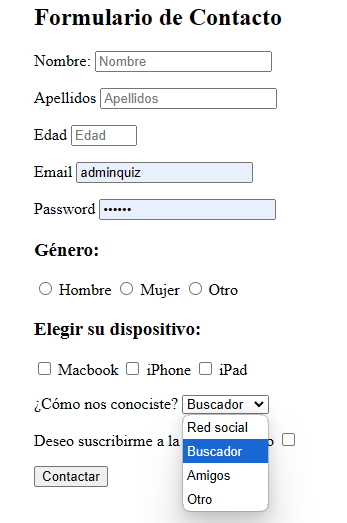 Formulario de Contacto
Nombre: Nombre
Apellidos Apellidos
Edad Edad
Email adminquiz
Password ••••••
Género:
Hombre Mujer Otro
Elegir su dispositivo:
Macbook iPhone iPad
¿Cómo nos conociste? Buscador
Red social
Deseo suscribirme a la o
Buscador
Amigos
Contactar
Otro